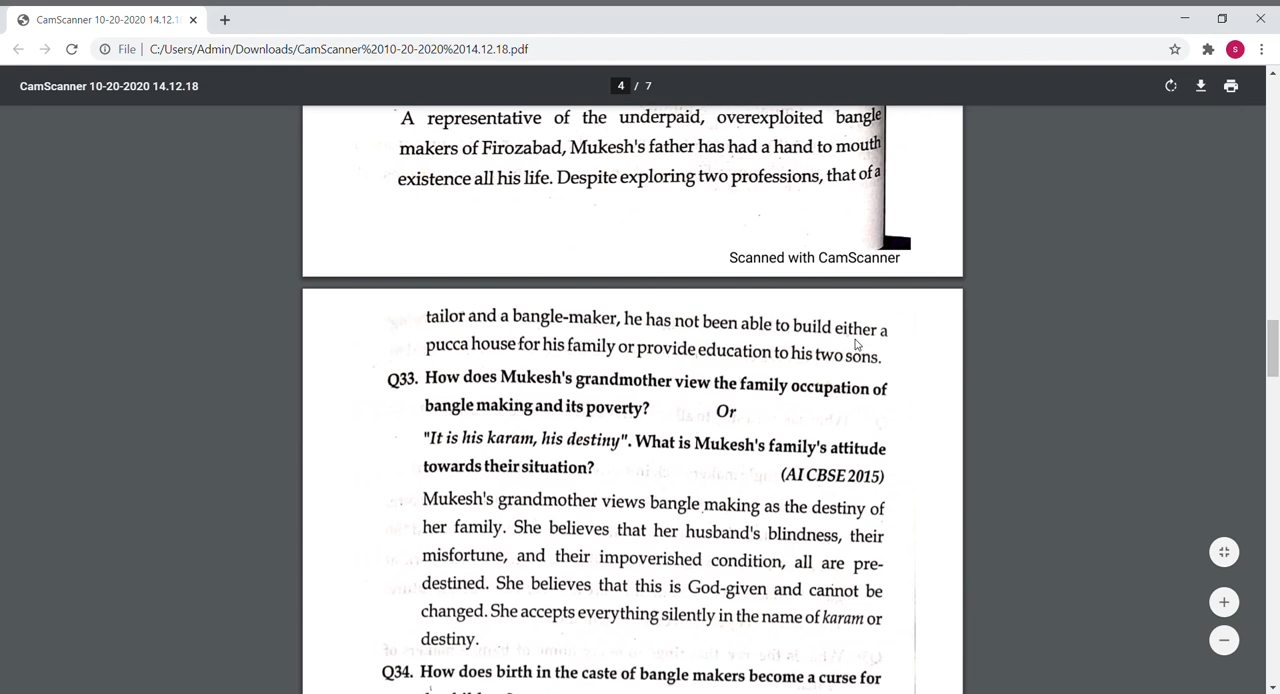 CamScanner 10-20-2020 14.12.1
File | C:/Users/Admin/Downloads/CamScanner%2010-20-2020%2014.12.18.pdf
s
CamScanner 10-20-2020 14.12.18
4 / 7
A representative of the underpaid, overexploited bangle
makers of Firozabad, Mukesh's father has had a hand to mouth
existence all his life. Despite exploring two professions, that of a
Scanned with CamScanner
tailor and a bangle-maker, he has not been able to build either a
pucca house for his family or provide education to his two sons.
Q33. How does Mukesh's grandmother view the family occupation of
bangle making and its poverty? Or
"It is his karam, his destiny". What is Mukesh's family's attitude
towards their situation? (AI CBSE 2015)
Mukesh's grandmother views bangle making as the destiny of
her family. She believes that her husband's blindness, their
misfortune, and their impoverished condition, all are pre-
destined. She believes that this is God-given and cannot be
changed. She accepts everything silently in the name of karam or
destiny.
Q34. How does birth in the caste of bangle makers become a curse for